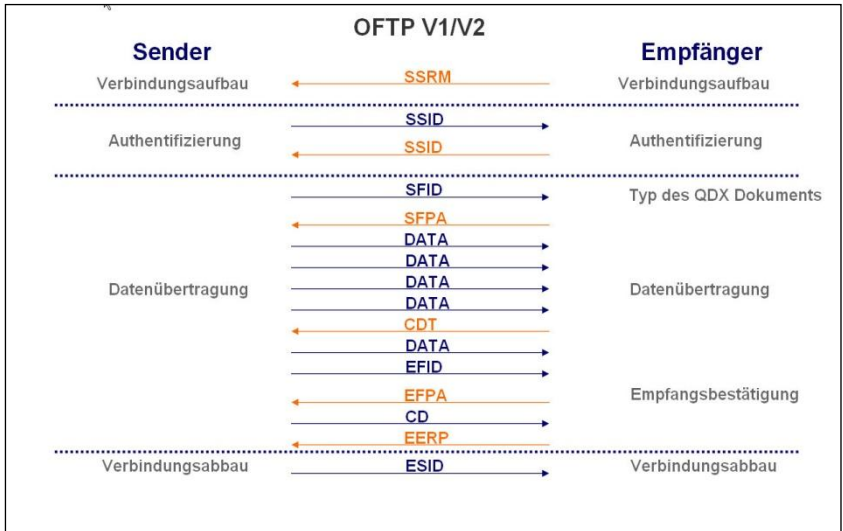 OFTP V1/V2
Sender
Empfänger
Verbindungsaufbau
SSRM
Verbindungsaufbau
SSID
Authentifizierung
Authentifizierung
SSID
SFID
Typ des QDX Dokuments
SFPA
DATA
DATA
DATA
Datenübertragung
Datenübertragung
DATA
CDT
DATA
EFID
EFPA
Empfangsbestätigung
CD
EERP
Verbindungsabbau
ESID
Verbindungsabbau